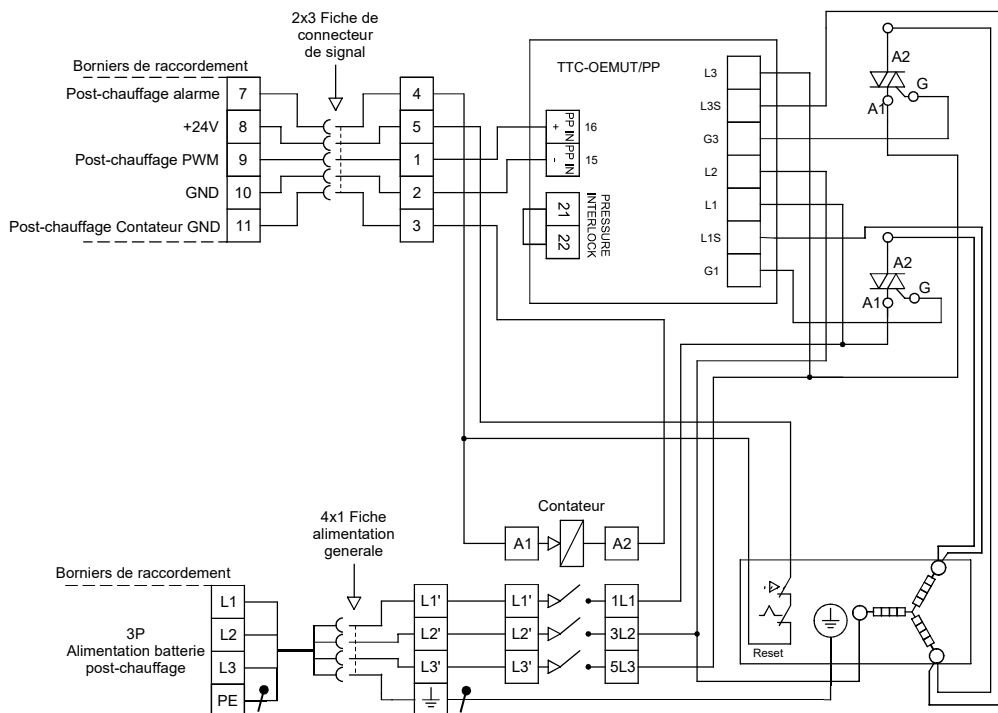 2x3 Fiche de
connecteur
de signal
Borniers de raccordement
Post-chauffage alarme 7
+24V 8
Post-chauffage PWM 9
GND 10
Post-chauffage Contateur GND 11
4
5
1
2
3
TTC-OEMUT/PP
+ PP IN 16
- PP IN 15
21
22
PRESSURE
INTERLOCK
L3
L3S
G3
L2
L1
L1S
G1
A2
G
A1
A2
G
A1
Contateur
A1
A2
4x1 Fiche
alimentation
generale
Borniers de raccordement
3P
Alimentation batterie
post-chauffage
L1
L2
L3
PE
L1'
L2'
L3'
L1'
L2'
L3'
1L1
3L2
5L3
Reset